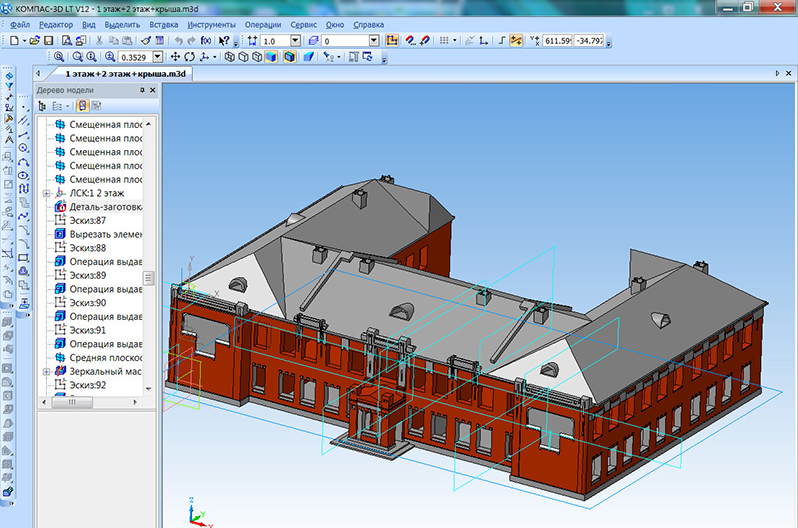 КОМПАС-3D LT V12 - 1 этаж+2 этаж+крыша.m3d
Файл Редактор Вид Выделить Вставка Инструменты Операции Сервис Окно Справка
1.0 0 611.59 -34.797
0.3529
1 этаж+2 этаж+крыша.m3d
Дерево модели
Смещенная плос
Смещенная плос
Смещенная плос
Смещенная плос
Смещенная плос
ЛСК:1 2 этаж
Деталь-заготовка
Эскиз:87
Вырезать элемен
Эскиз:88
Операция выдав
Эскиз:89
Операция выдав
Эскиз:90
Операция выдав
Эскиз:91
Операция выдав
Средняя плоско
Зеркальный мас
Эскиз:92
Z
Y
X